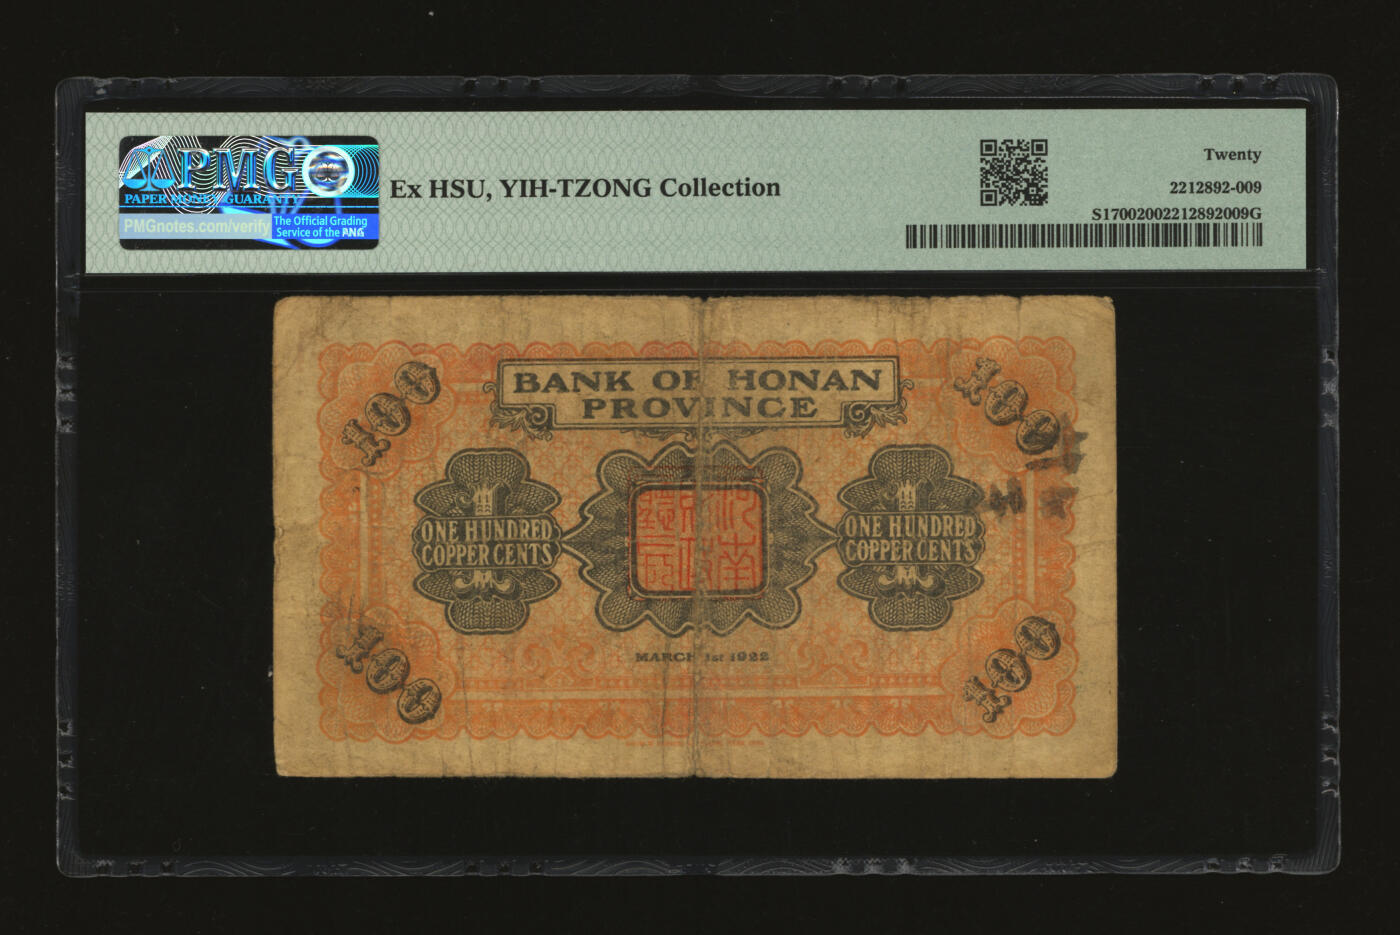 PMG
PAPER MONEY GUARANTY
PMGnotes.com/verify
The Official Grading
Service of the PNG
Ex HSU, YIH-TZONG Collection
Twenty
2212892-009
S17002002212892009G
100
100
BANK OF HONAN
PROVINCE
1
ONE HUNDRED
COPPER CENTS
1
ONE HUNDRED
COPPER CENTS
MARCH 1st 1922
100
100